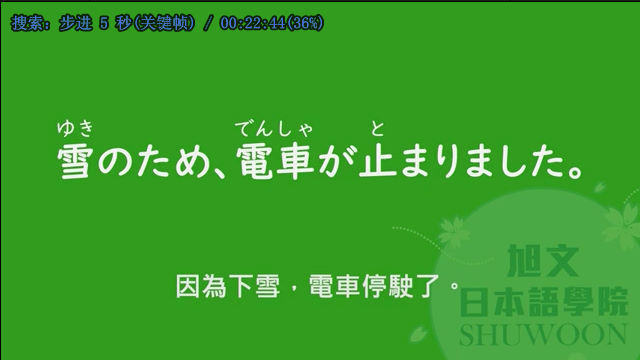 搜索: 步进 5 秒(关键帧) / 00:22:44(36%)
ゆき でんしゃ と
雪のため、電車が止まりました。
因為下雪，電車停駛了。
旭文
日本語學院
SHUWOON